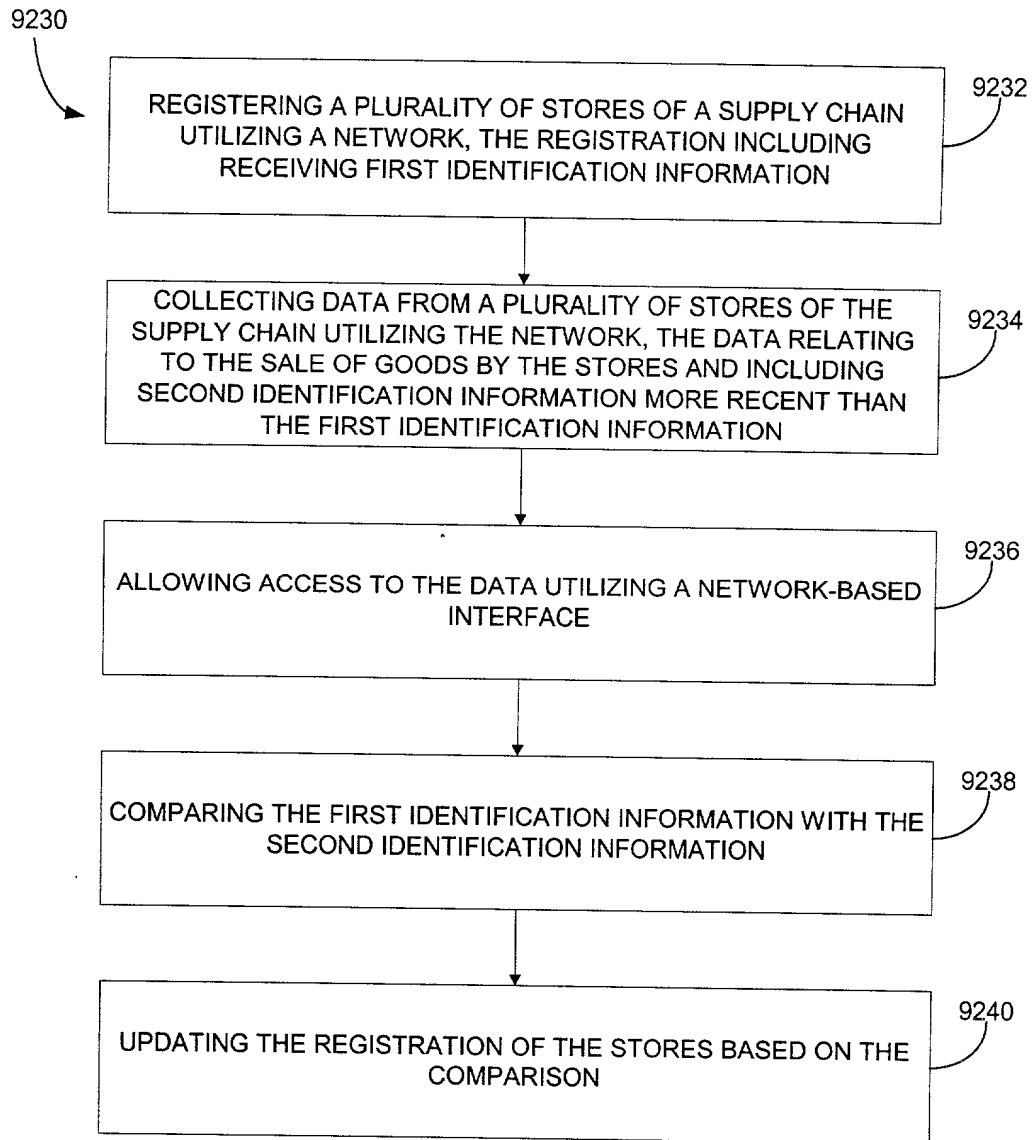 9230
REGISTERING A PLURALITY OF STORES OF A SUPPLY CHAIN
UTILIZING A NETWORK, THE REGISTRATION INCLUDING
RECEIVING FIRST IDENTIFICATION INFORMATION
9232
COLLECTING DATA FROM A PLURALITY OF STORES OF THE
SUPPLY CHAIN UTILIZING THE NETWORK, THE DATA RELATING
TO THE SALE OF GOODS BY THE STORES AND INCLUDING
SECOND IDENTIFICATION INFORMATION MORE RECENT THAN
THE FIRST IDENTIFICATION INFORMATION
9234
ALLOWING ACCESS TO THE DATA UTILIZING A NETWORK-BASED
INTERFACE
9236
COMPARING THE FIRST IDENTIFICATION INFORMATION WITH THE
SECOND IDENTIFICATION INFORMATION
9238
UPDATING THE REGISTRATION OF THE STORES BASED ON THE
COMPARISON
9240